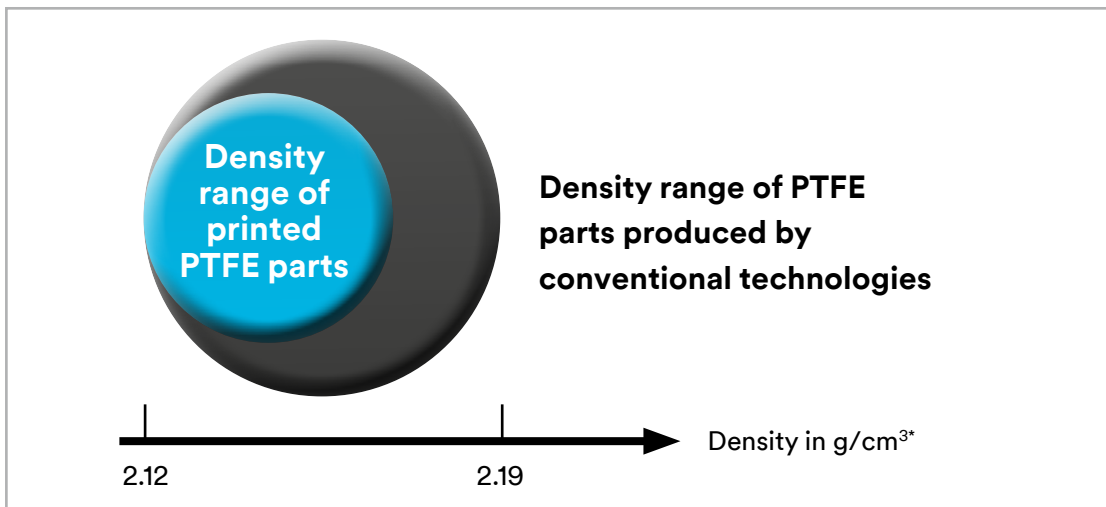 Density
range of
printed
PTFE parts
Density range of PTFE
parts produced by
conventional technologies
Density in g/cm³*
2.12
2.19